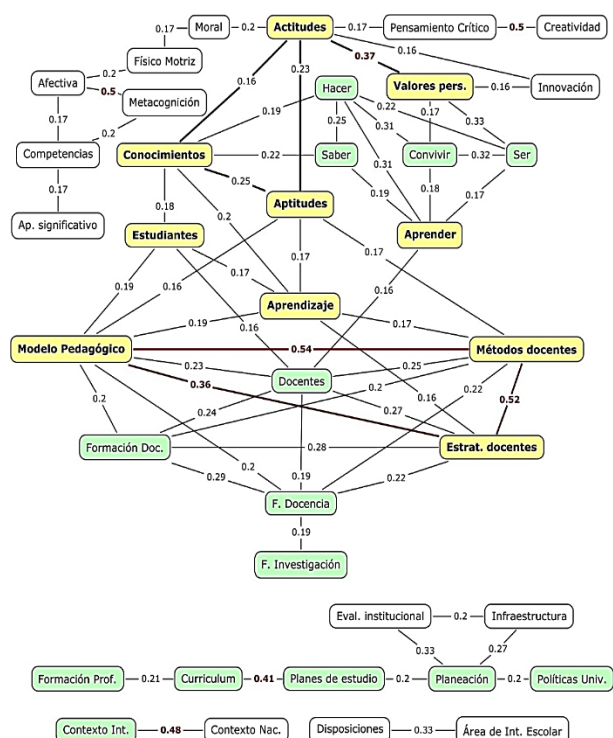 0.17 Moral 0.2 Actitudes 0.17 Pensamiento Crítico 0.5 Creatividad
Físico Motriz 0.16 0.23 0.37 0.16
Afectiva 0.2 Hacer Valores pers. 0.16 Innovación
0.5 Metacognición 0.19 0.22
0.17 0.2 0.25 0.31 0.17 0.33
Competencias Conocimientos 0.22 Saber 0.31 Convivir 0.32 Ser
0.17 0.25 0.19 0.18 0.17
Ap. significativo 0.18 0.2 Aptitudes
Estudiantes Aprender
0.17 0.17
0.19 0.16 0.17 0.16
Aprendizaje
0.19 0.16 0.17
Modelo Pedagógico 0.54 Métodos docentes
0.23 Docentes 0.25
0.36 0.2 0.22
0.2 0.24 0.27 0.16 0.52
Formación Doc. 0.28 Estrat. docentes
0.29 0.2 0.19 0.22
F. Docencia
0.19
F. Investigación
Eval. institucional 0.2 Infraestructura
0.33 0.27
Formación Prof. 0.21 Curriculum 0.41 Planes de estudio 0.2 Planeación 0.2 Políticas Univ.
Contexto Int. 0.48 Contexto Nac. Disposiciones 0.33 Área de Int. Escolar